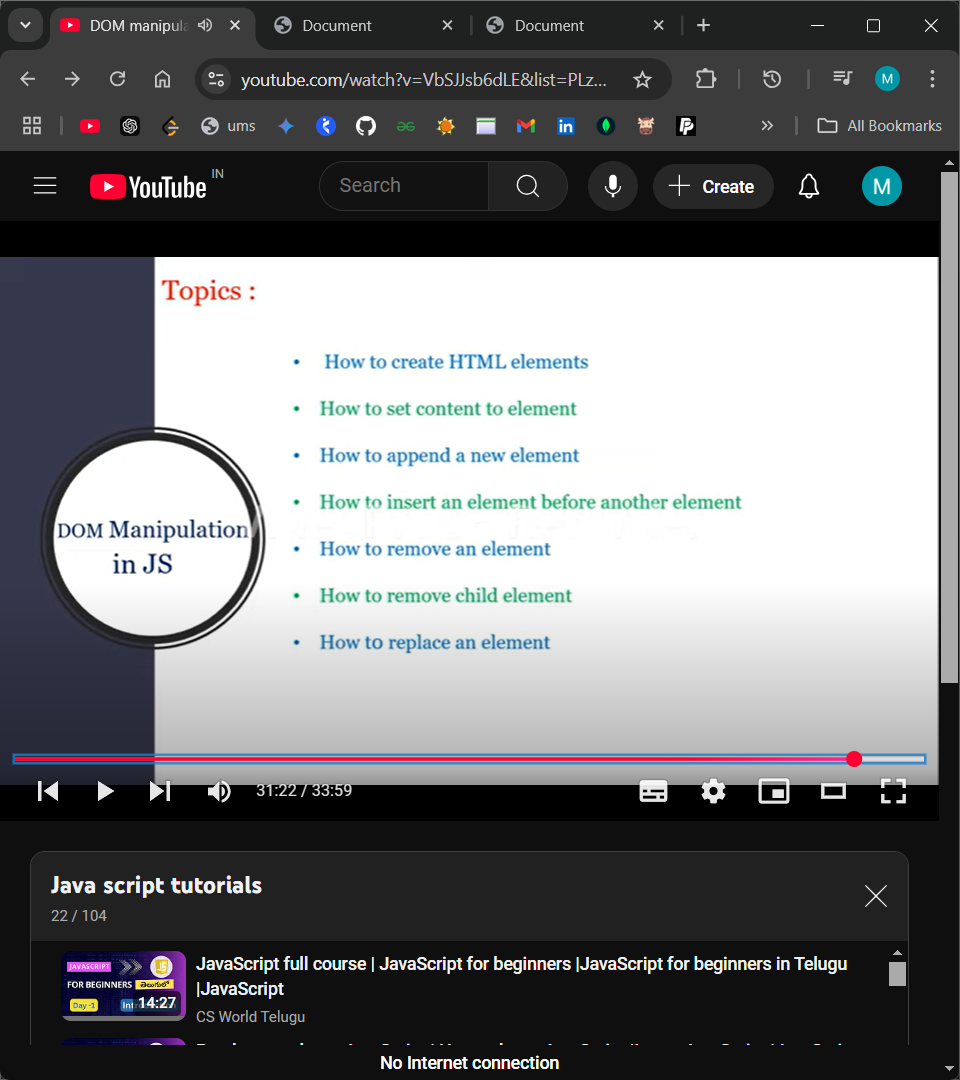 DOM manipula
Document
Document
youtube.com/watch?v=VbSJJsb6dLE&list=PLz...
M
ums
All Bookmarks
YouTube IN
Search
Create
M
Topics :
• How to create HTML elements
• How to set content to element
• How to append a new element
• How to insert an element before another element
• How to remove an element
• How to remove child element
• How to replace an element
DOM Manipulation
in JS
31:22 / 33:59
Java script tutorials
22 / 104
JAVASCRIPT
JS
FOR BEGINNERS తెలుగులో
Day -1
14:27
JavaScript full course | JavaScript for beginners |JavaScript for beginners in Telugu
|JavaScript
CS World Telugu
No Internet connection